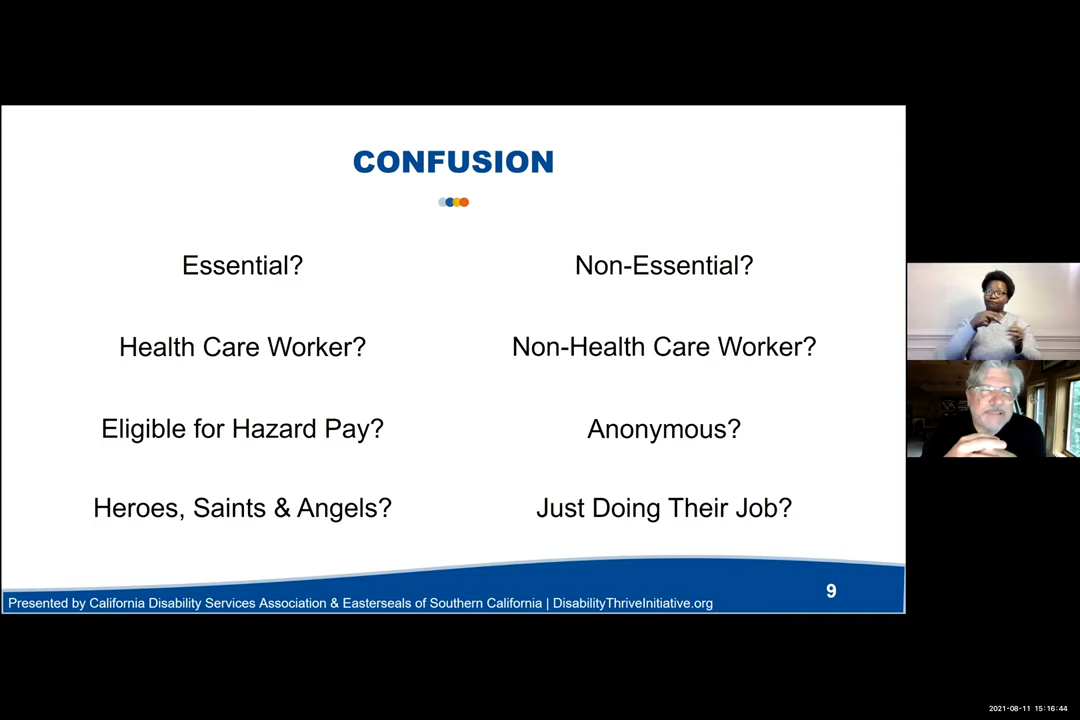 CONFUSION
Essential?
Non-Essential?
Health Care Worker?
Non-Health Care Worker?
Eligible for Hazard Pay?
Anonymous?
Heroes, Saints & Angels?
Just Doing Their Job?
9
Presented by California Disability Services Association & Easterseals of Southern California | DisabilityThriveInitiative.org
2021-08-11 15:16:44